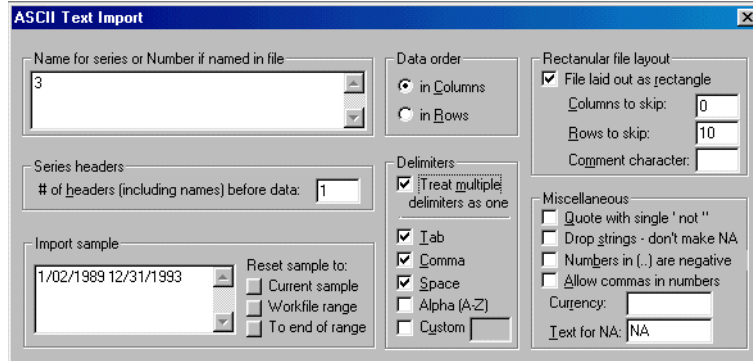 ASCII Text Import
Name for series or Number if named in file
3
Series headers
# of headers (including names) before data: 1
Import sample
1/02/1989 12/31/1993
Reset sample to:
Current sample
Workfile range
To end of range
Data order
in Columns
in Rows
Delimiters
Treat multiple
delimiters as one
Tab
Comma
Space
Alpha (A-Z)
Custom
Rectanular file layout
File laid out as rectangle
Columns to skip: 0
Rows to skip: 10
Comment character:
Miscellaneous
Quote with single ' not "
Drop strings - don't make NA
Numbers in (..) are negative
Allow commas in numbers
Currency:
Text for NA: NA